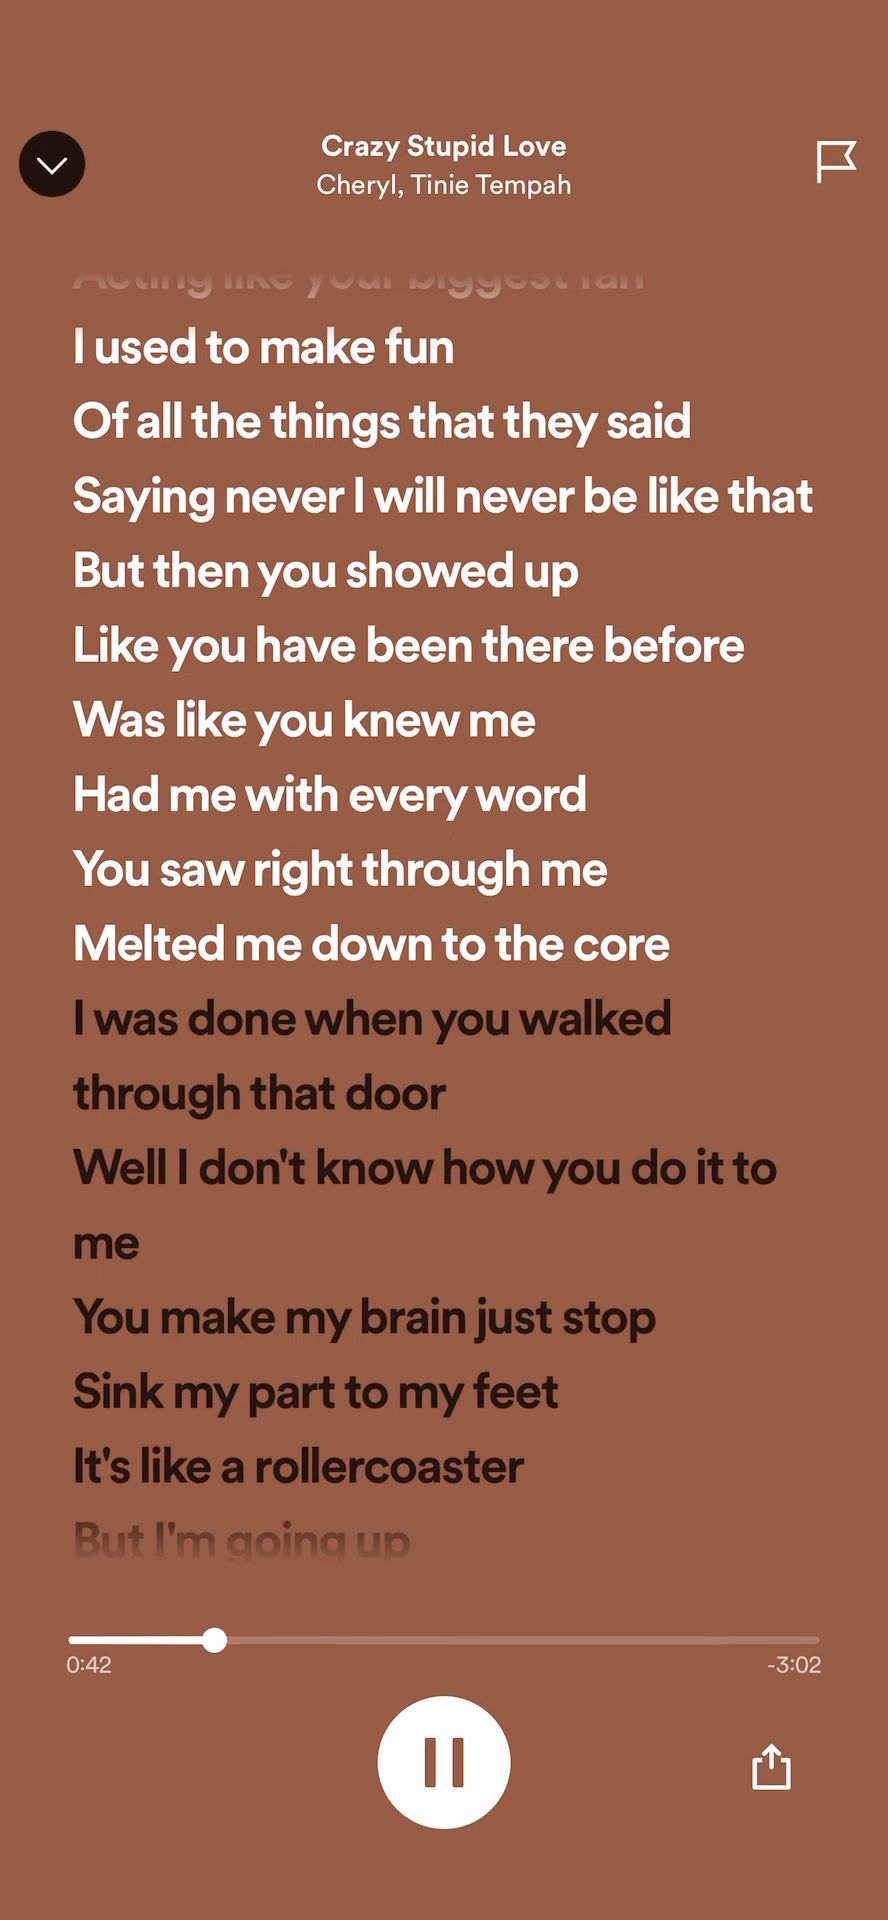 Crazy Stupid Love
Cheryl, Tinie Tempah
Acting like your biggest fan
I used to make fun
Of all the things that they said
Saying never I will never be like that
But then you showed up
Like you have been there before
Was like you knew me
Had me with every word
You saw right through me
Melted me down to the core
I was done when you walked
through that door
Well I don't know how you do it to
me
You make my brain just stop
Sink my part to my feet
It's like a rollercoaster
But I'm going up
0:42
-3:02